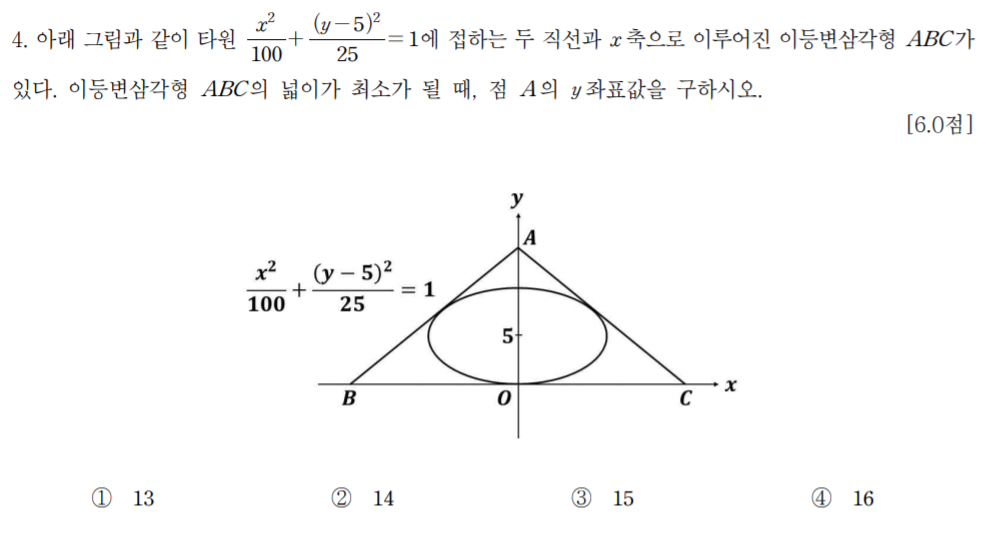 4. 아래 그림과 같이 타원 x²/100 + (y-5)²/25 = 1에 접하는 두 직선과 x축으로 이루어진 이등변삼각형 ABC가
있다. 이등변삼각형 ABC의 넓이가 최소가 될 때, 점 A의 y좌표값을 구하시오.
[6.0점]
y
A
x²/100 + (y - 5)²/25 = 1
5
B
O
C
x
① 13 ② 14 ③ 15 ④ 16